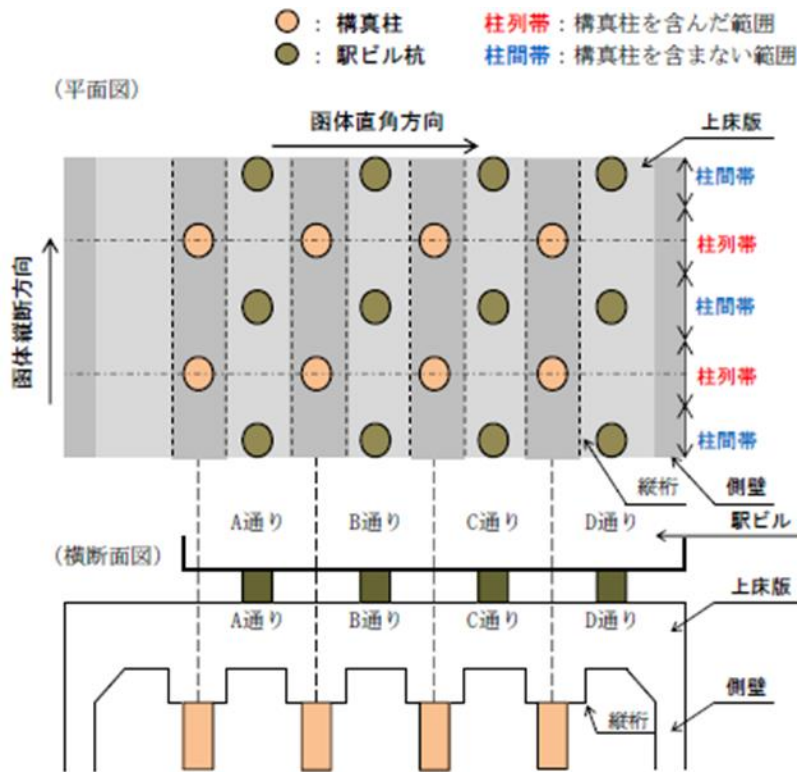 ：構真柱 柱列帯：構真柱を含んだ範囲
：駅ビル杭 柱間帯：構真柱を含まない範囲
（平面図）
函体直角方向
上床版
柱間帯
柱列帯
函体縦断方向
柱間帯
柱列帯
柱間帯
縦桁
側壁
A通り B通り C通り D通り
駅ビル
（横断面図）
上床版
A通り B通り C通り D通り
側壁
縦桁